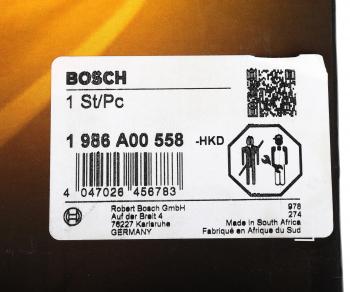 BOSCH
1 St/Pc
1 986 A00 558 -HKD
4 047026 456783
Robert Bosch GmbH
Auf der Breit 4
76227 Karlsruhe
GERMANY
978
274
Made in South Africa
Fabriqué en Afrique du Sud